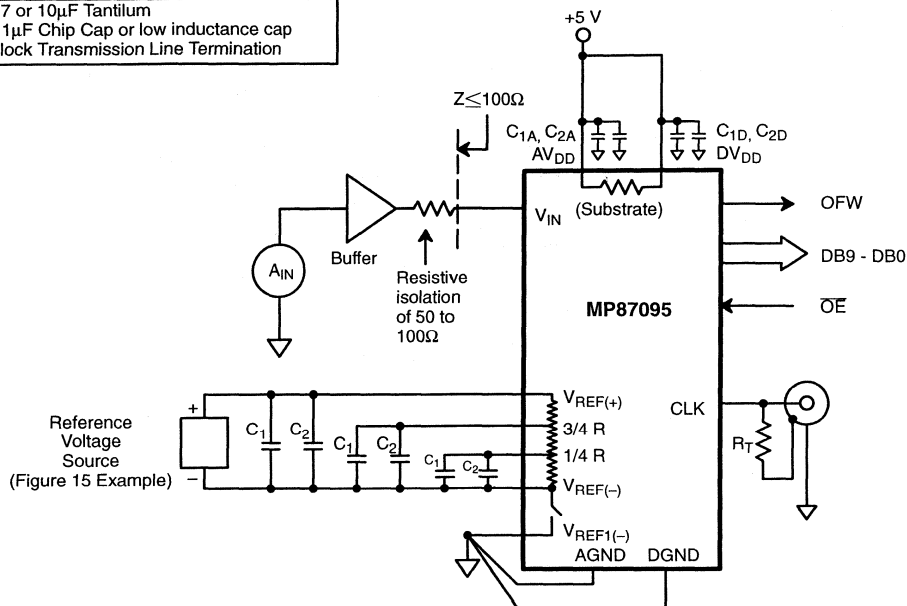 7 or 10µF Tantilum
1µF Chip Cap or low inductance cap
lock Transmission Line Termination
+5 V
Z≤100Ω
C1A, C2A
AVDD
C1D, C2D
DVDD
VIN
(Substrate)
OFW
Buffer
AIN
DB9 - DB0
Resistive
isolation
of 50 to
100Ω
MP87095
OE
VREF(+)
CLK
Reference
Voltage
Source
(Figure 15 Example)
+
–
C1
C2
C1
C2
C1
C2
3/4 R
1/4 R
RT
VREF(–)
VREF1(–)
AGND
DGND